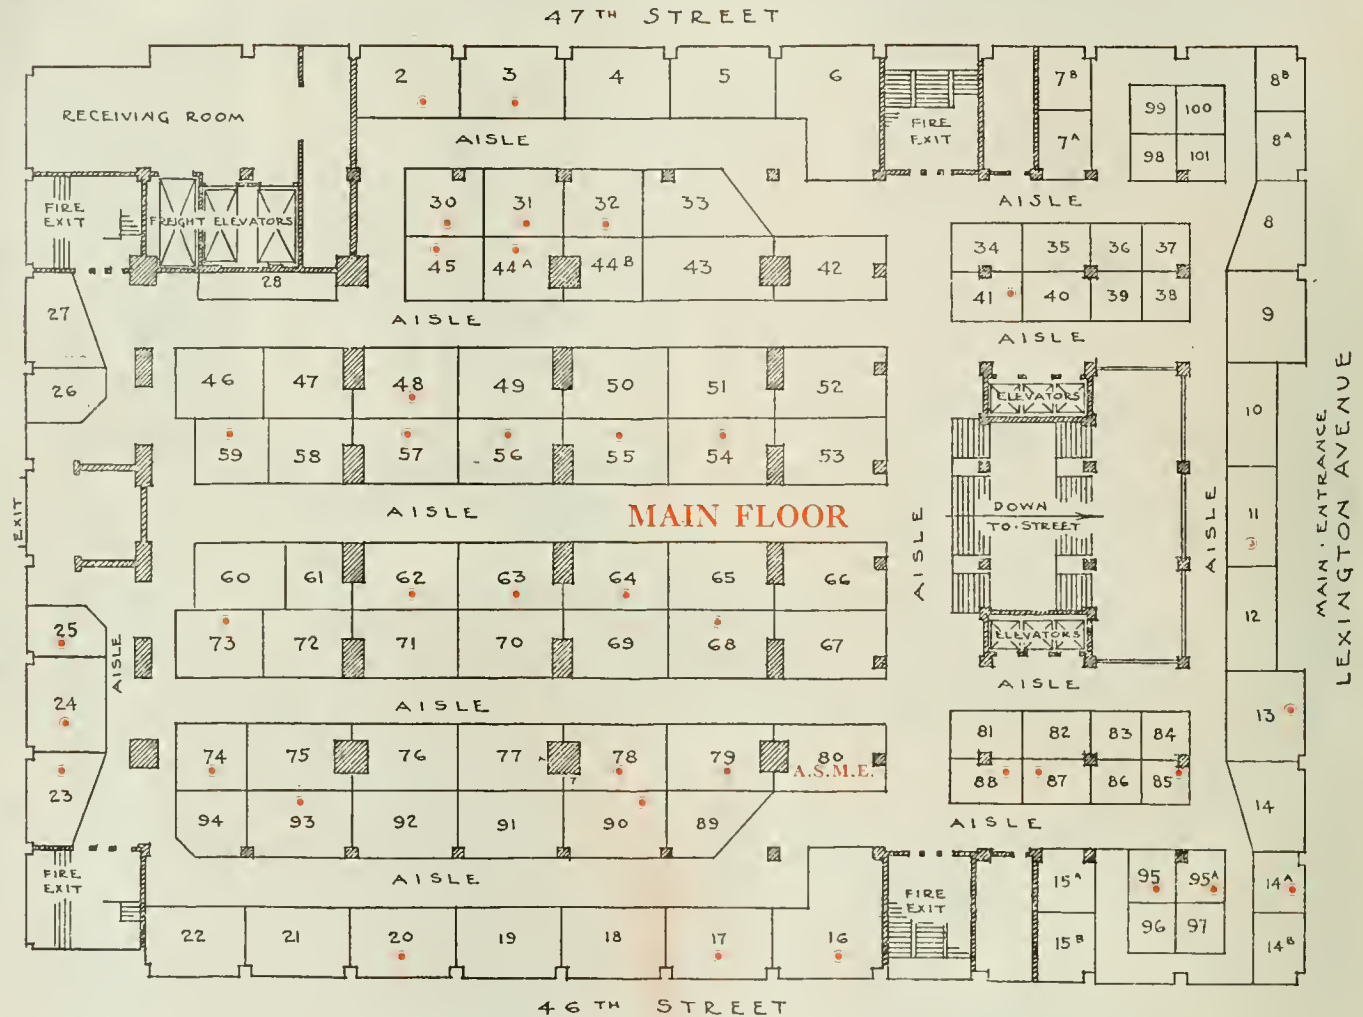 47TH STREET
2 3 4 5 6
7B
8B
99 100
RECEIVING ROOM
FIRE EXIT
AISLE
7A
8A
98 101
30 31 32 33
AISLE
FIRE EXIT
FREIGHT ELEVATORS
8
34 35 36 37
45 44A 44B 43 42
28
41 40 39 38
27
9
AISLE
AISLE
26
46 47 48 49 50 51 52
ELEVATORS
10
59 58 57 56 55 54 53
EXIT
AISLE
MAIN FLOOR
AISLE
DOWN TO·STREET
AISLE
11
MAIN·ENTRANCE
LEXINGTON AVENUE
60 61 62 63 64 65 66
12
25
73 72 71 70 69 68 67
ELEVATORS
AISLE
24
AISLE
AISLE
13
74 75 76 77 78 79 80
A.S.M.E.
81 82 83 84
23
88 87 86 85
94 93 92 91 90 89
14
AISLE
FIRE EXIT
AISLE
FIRE EXIT
15A
95 95A
14A
22 21 20 19 18 17 16
15B
96 97
14B
46TH STREET